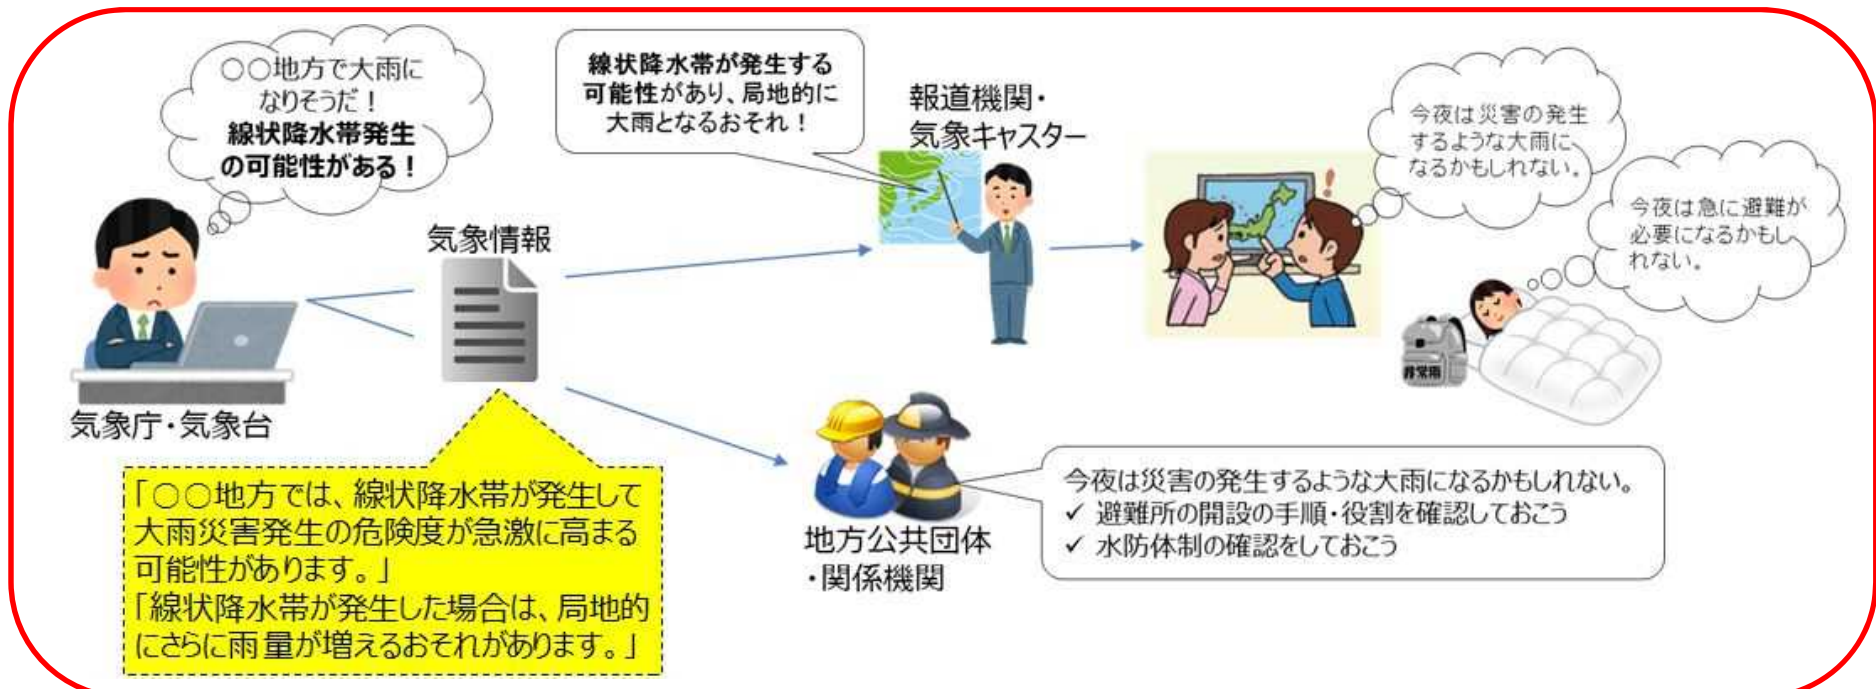 ○○地方で大雨に
なりそうだ！
線状降水帯発生
の可能性がある！
気象庁・気象台
気象情報
「○○地方では、線状降水帯が発生して
大雨災害発生の危険度が急激に高まる
可能性があります。」
「線状降水帯が発生した場合は、局地的
にさらに雨量が増えるおそれがあります。」
線状降水帯が発生する
可能性があり、局地的に
大雨となるおそれ！
報道機関・
気象キャスター
今夜は災害の発生
するような大雨に
なるかもしれない。
今夜は急に避難が
必要になるかもし
れない。
非常用
地方公共団体
・関係機関
今夜は災害の発生するような大雨になるかもしれない。
✓ 避難所の開設の手順・役割を確認しておこう
✓ 水防体制の確認をしておこう